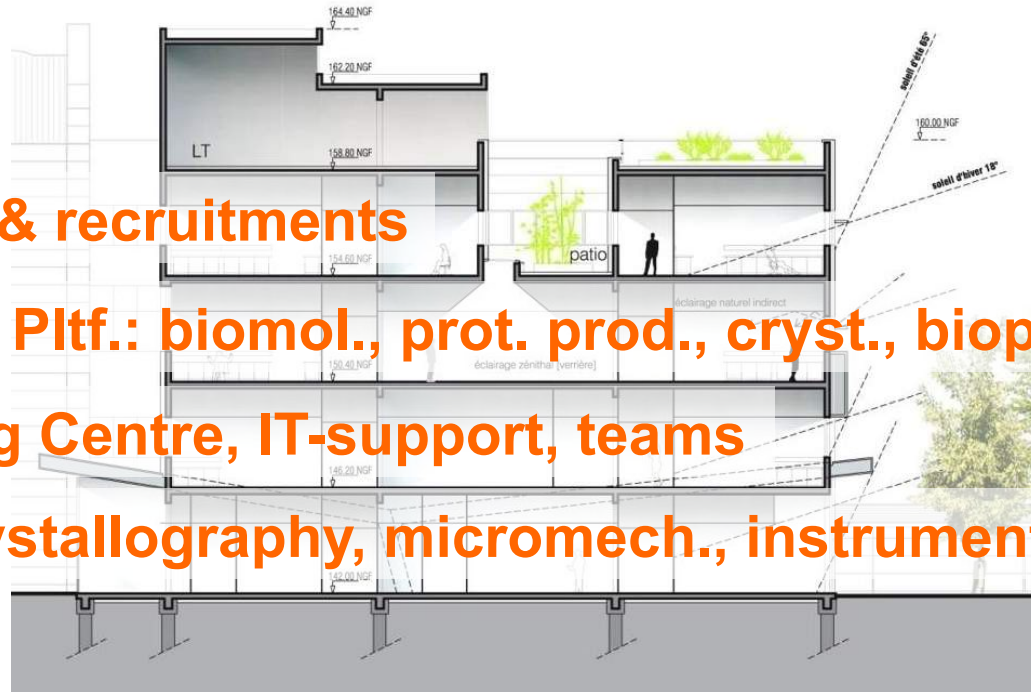 164.40 NGF
162.20 NGF
soleil d'été 65°
160.00 NGF
LT
158.80 NGF
soleil d'hiver 18°
& recruitments
154.60 NGF
patio
éclairage naturel indirect
Pltf.: biomol., prot. prod., cryst., biop
150.40 NGF
éclairage zénithal [verrière]
g Centre, IT-support, teams
146.20 NGF
ystallography, micromech., instrument
142.00 NGF